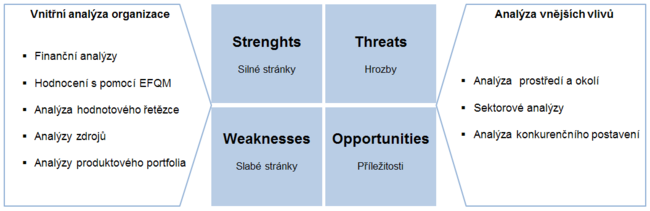 Vnitřní analýza organizace
Finanční analýzy
Hodnocení s pomocí EFQM
Analýza hodnotového řetězce
Analýzy zdrojů
Analýzy produktového portfolia
Strenghts
Silné stránky
Threats
Hrozby
Weaknesses
Slabé stránky
Opportunities
Příležitosti
Analýza vnějších vlivů
Analýza prostředí a okolí
Sektorové analýzy
Analýza konkurenčního postavení